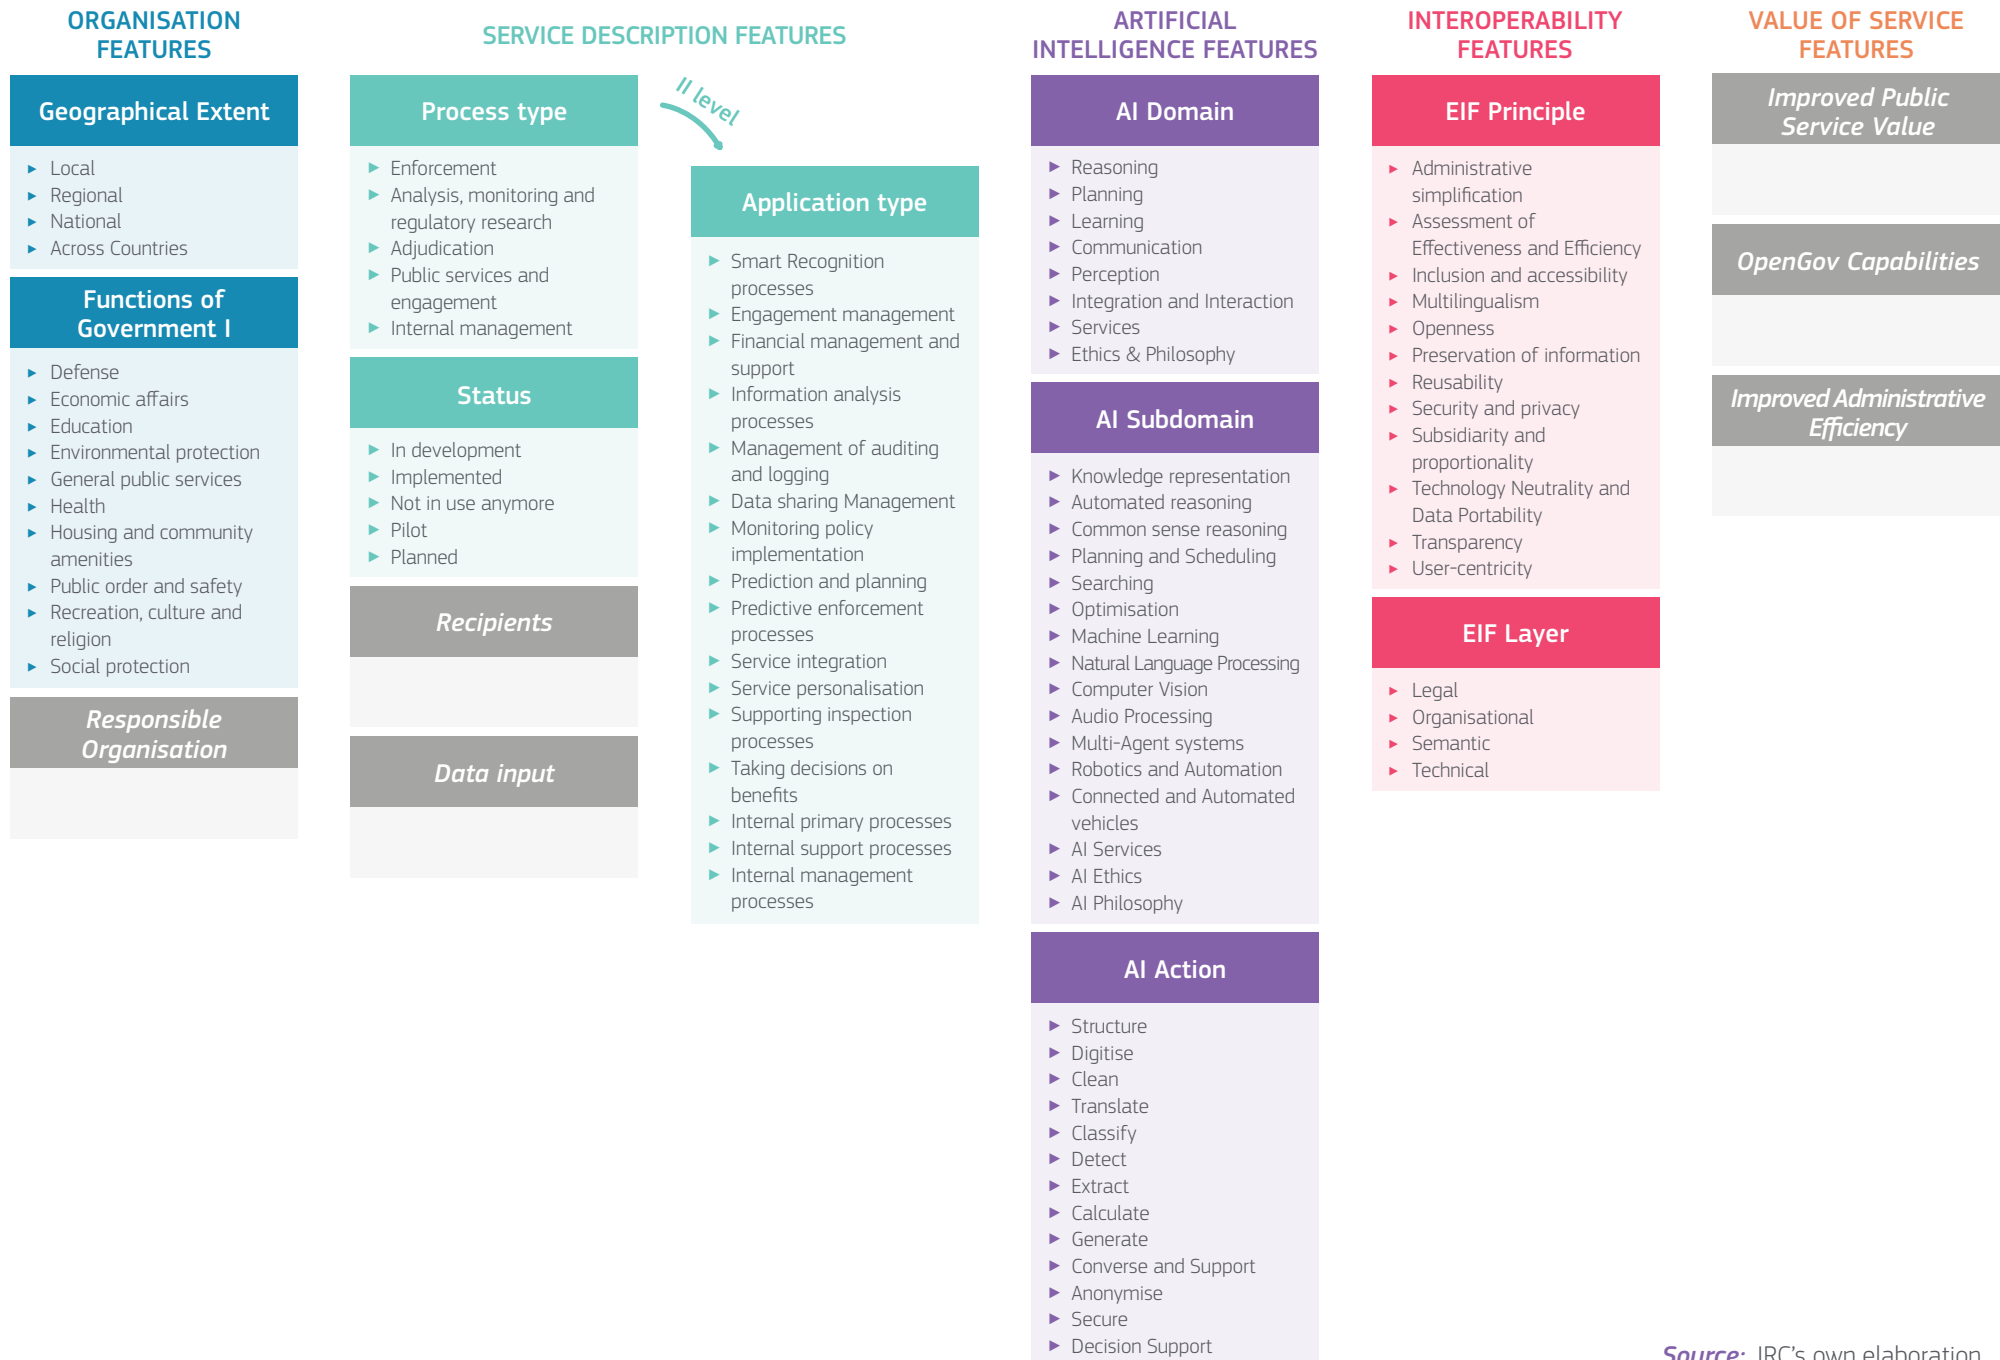 ORGANISATION
FEATURES
Geographical Extent
Local
Regional
National
Across Countries
Functions of
Government I
Defense
Economic affairs
Education
Environmental protection
General public services
Health
Housing and community
amenities
Public order and safety
Recreation, culture and
religion
Social protection
Responsible
Organisation
SERVICE DESCRIPTION FEATURES
Process type
Enforcement
Analysis, monitoring and
regulatory research
Adjudication
Public services and
engagement
Internal management
Status
In development
Implemented
Not in use anymore
Pilot
Planned
Recipients
Data input
II level
Application type
Smart Recognition
processes
Engagement management
Financial management and
support
Information analysis
processes
Management of auditing
and logging
Data sharing Management
Monitoring policy
implementation
Prediction and planning
Predictive enforcement
processes
Service integration
Service personalisation
Supporting inspection
processes
Taking decisions on
benefits
Internal primary processes
Internal support processes
Internal management
processes
ARTIFICIAL
INTELLIGENCE FEATURES
AI Domain
Reasoning
Planning
Learning
Communication
Perception
Integration and Interaction
Services
Ethics & Philosophy
AI Subdomain
Knowledge representation
Automated reasoning
Common sense reasoning
Planning and Scheduling
Searching
Optimisation
Machine Learning
Natural Language Processing
Computer Vision
Audio Processing
Multi-Agent systems
Robotics and Automation
Connected and Automated
vehicles
AI Services
AI Ethics
AI Philosophy
AI Action
Structure
Digitise
Clean
Translate
Classify
Detect
Extract
Calculate
Generate
Converse and Support
Anonymise
Secure
Decision Support
INTEROPERABILITY
FEATURES
EIF Principle
Administrative
simplification
Assessment of
Effectiveness and Efficiency
Inclusion and accessibility
Multilingualism
Openness
Preservation of information
Reusability
Security and privacy
Subsidiarity and
proportionality
Technology Neutrality and
Data Portability
Transparency
User-centricity
EIF Layer
Legal
Organisational
Semantic
Technical
VALUE OF SERVICE
FEATURES
Improved Public
Service Value
OpenGov Capabilities
Improved Administrative
Efficiency
Source: JRC's own elaboration